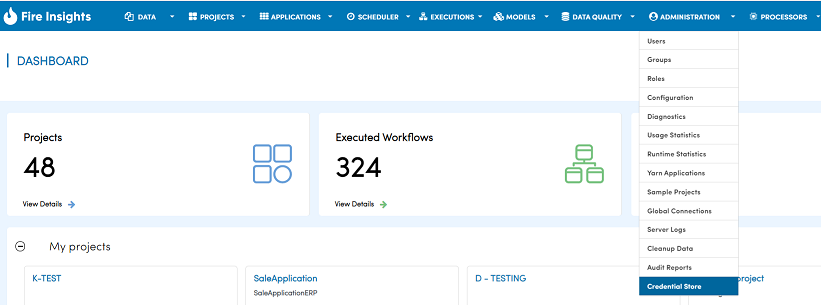 Fire Insights
DATA
PROJECTS
APPLICATIONS
SCHEDULER
EXECUTIONS
MODELS
DATA QUALITY
ADMINISTRATION
PROCESSORS
Users
Groups
Roles
Configuration
Diagnostics
Usage Statistics
Runtime Statistics
Yarn Applications
Sample Projects
Global Connections
Server Logs
Cleanup Data
Audit Reports
Credential Store
DASHBOARD
Projects
48
View Details
Executed Workflows
324
View Details
My projects
K-TEST
SaleApplication
SaleApplicationERP
D - TESTING
project